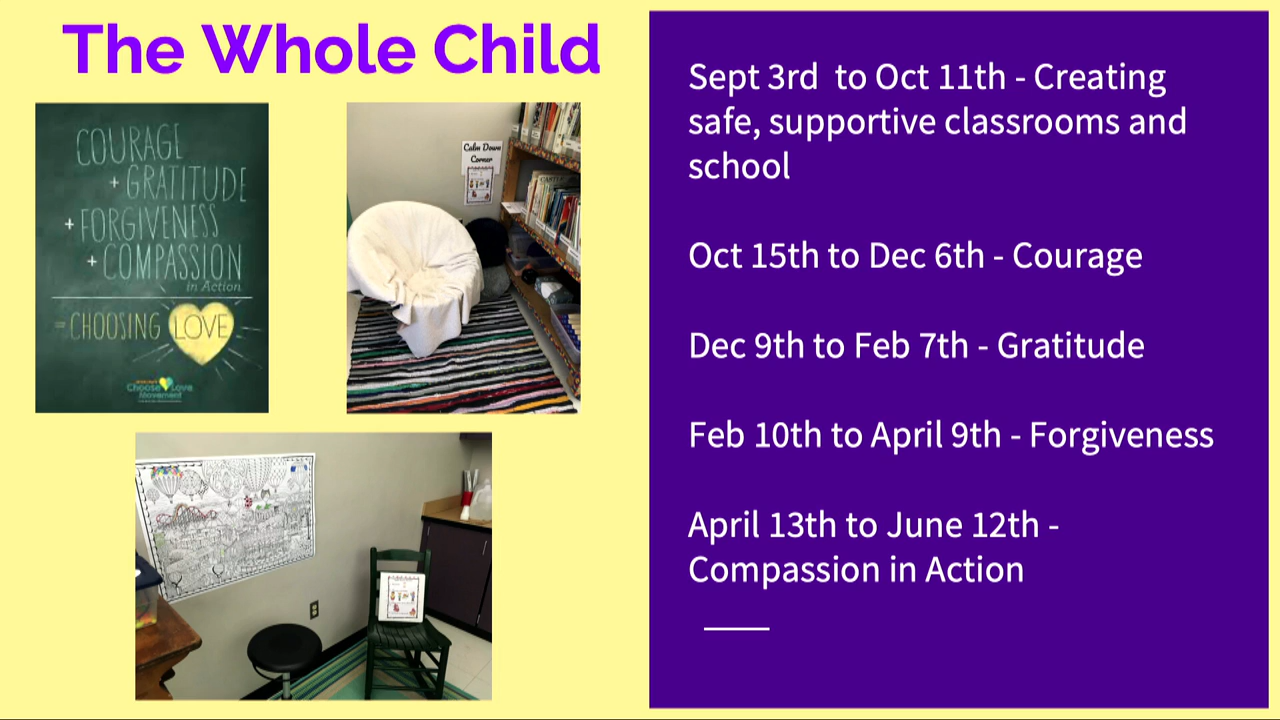 The Whole Child
COURAGE
+ GRATITUDE
+ FORGIVENESS
+ COMPASSION
in Action
= CHOOSING LOVE
Choose Love
Movement
Calm Down
Corner
Sept 3rd  to Oct 11th - Creating
safe, supportive classrooms and
school
Oct 15th to Dec 6th - Courage
Dec 9th to Feb 7th - Gratitude
Feb 10th to April 9th - Forgiveness
April 13th to June 12th -
Compassion in Action